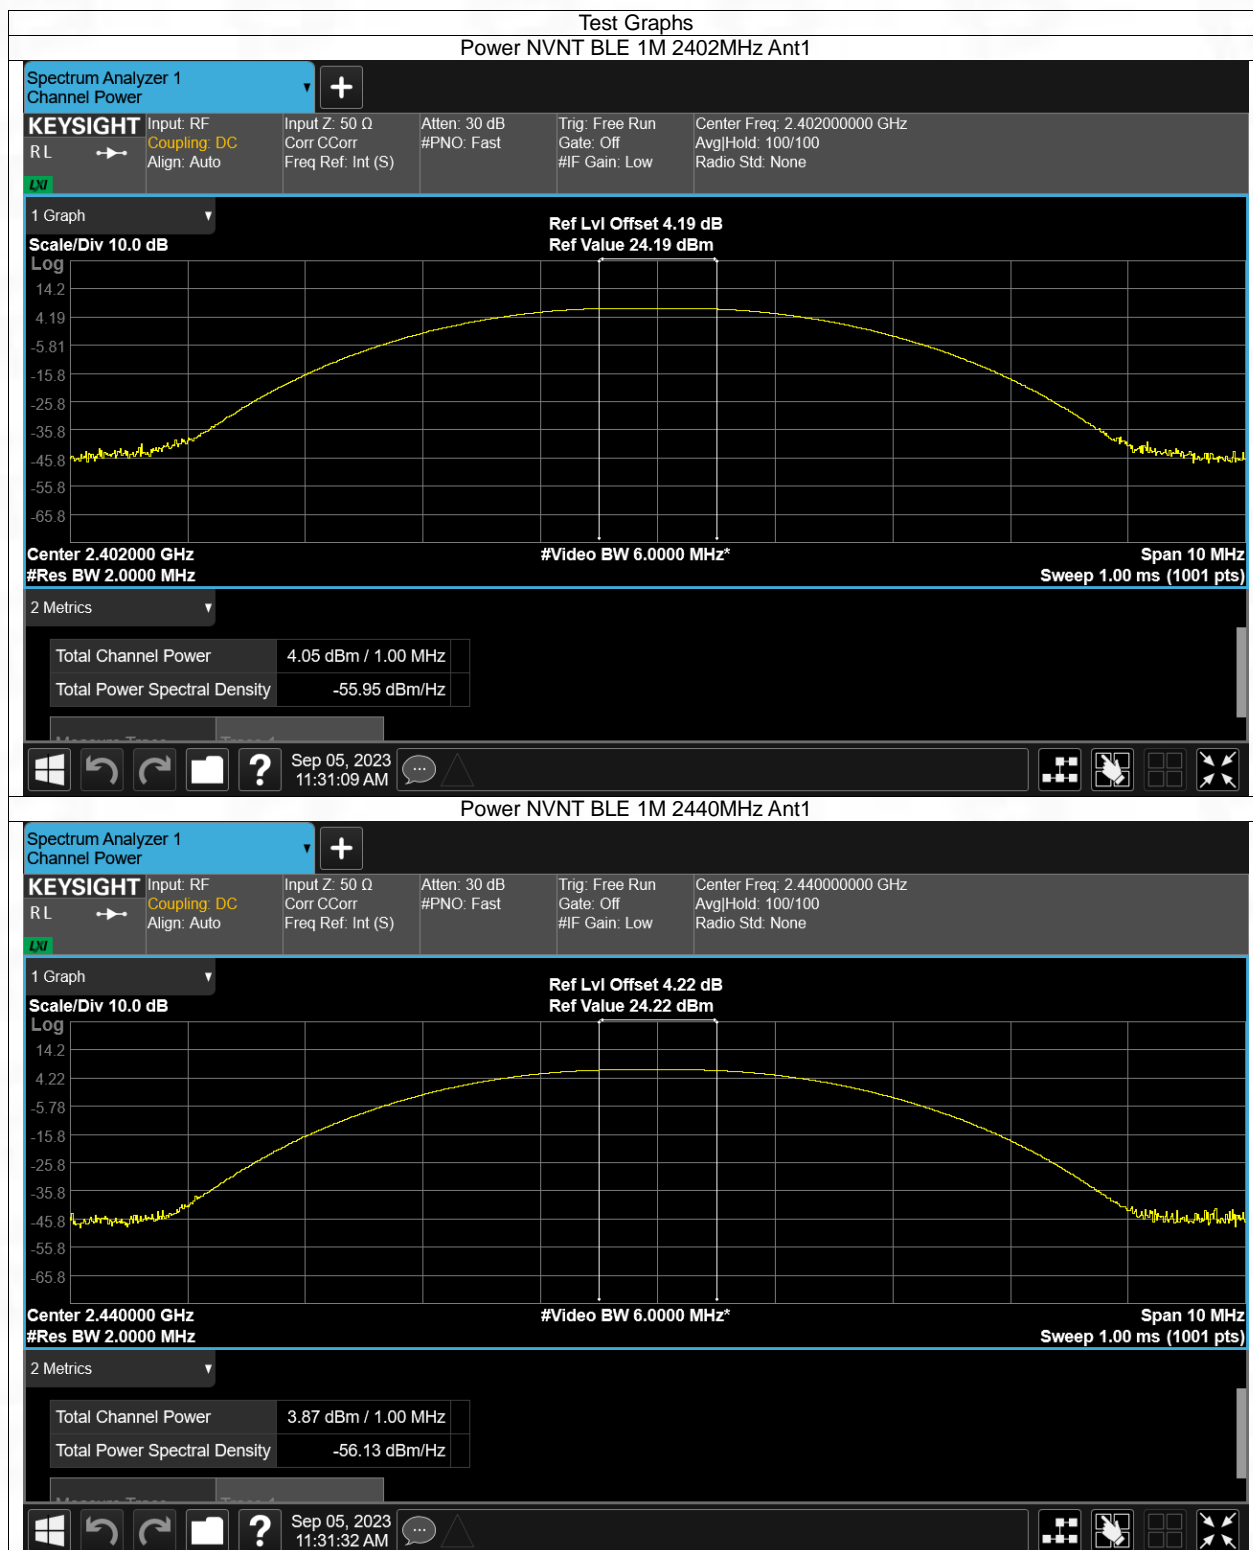 Test Graphs
Power NVNT BLE 1M 2402MHz Ant1
Spectrum Analyzer 1
Channel Power
KEYSIGHT
RL
LXI
Input: RF
Coupling: DC
Align: Auto
Input Z: 50 Ω
Corr CCorr
Freq Ref: Int (S)
Atten: 30 dB
#PNO: Fast
Trig: Free Run
Gate: Off
#IF Gain: Low
Center Freq: 2.402000000 GHz
Avg|Hold: 100/100
Radio Std: None
1 Graph
Scale/Div 10.0 dB
Ref Lvl Offset 4.19 dB
Ref Value 24.19 dBm
Log
14.2
4.19
-5.81
-15.8
-25.8
-35.8
-45.8
-55.8
-65.8
Center 2.402000 GHz
#Video BW 6.0000 MHz*
Span 10 MHz
#Res BW 2.0000 MHz
Sweep 1.00 ms (1001 pts)
2 Metrics
Total Channel Power 4.05 dBm / 1.00 MHz
Total Power Spectral Density -55.95 dBm/Hz
Sep 05, 2023
11:31:09 AM
Power NVNT BLE 1M 2440MHz Ant1
Spectrum Analyzer 1
Channel Power
KEYSIGHT
RL
LXI
Input: RF
Coupling: DC
Align: Auto
Input Z: 50 Ω
Corr CCorr
Freq Ref: Int (S)
Atten: 30 dB
#PNO: Fast
Trig: Free Run
Gate: Off
#IF Gain: Low
Center Freq: 2.440000000 GHz
Avg|Hold: 100/100
Radio Std: None
1 Graph
Scale/Div 10.0 dB
Ref Lvl Offset 4.22 dB
Ref Value 24.22 dBm
Log
14.2
4.22
-5.78
-15.8
-25.8
-35.8
-45.8
-55.8
-65.8
Center 2.440000 GHz
#Video BW 6.0000 MHz*
Span 10 MHz
#Res BW 2.0000 MHz
Sweep 1.00 ms (1001 pts)
2 Metrics
Total Channel Power 3.87 dBm / 1.00 MHz
Total Power Spectral Density -56.13 dBm/Hz
Sep 05, 2023
11:31:32 AM